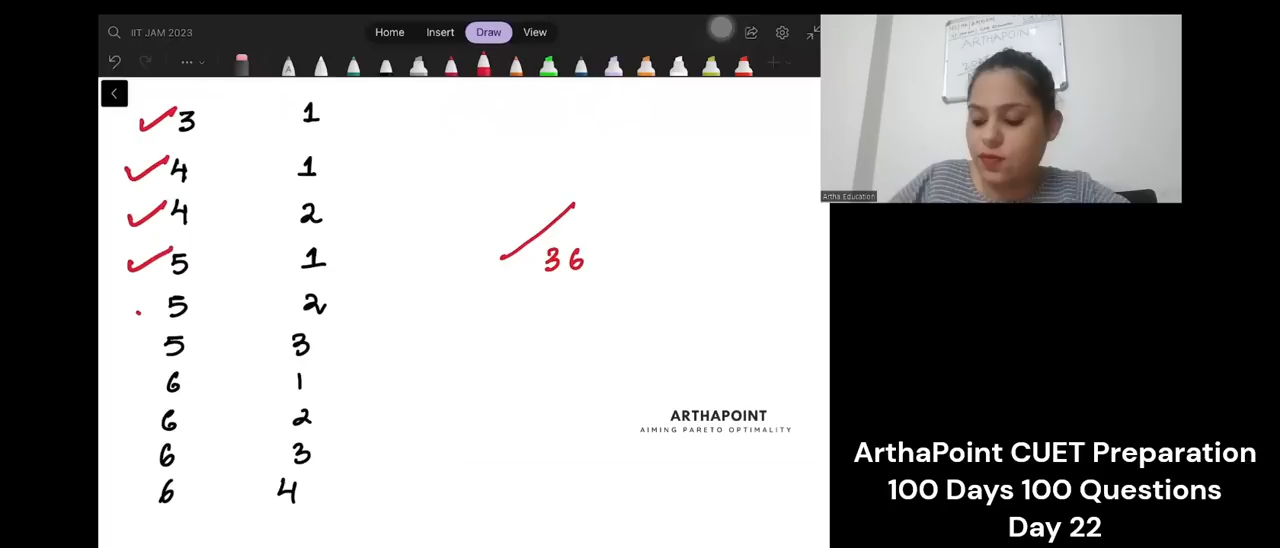 IIT JAM 2023
Home Insert Draw View
3 1
4 1
4 2
5 1
36
5 2
5 3
6 1
6 2
6 3
6 4
ARTHAPOINT
AIMING PARETO OPTIMALITY
ARTHAPOINT
Artha Education
ArthaPoint CUET Preparation
100 Days 100 Questions
Day 22